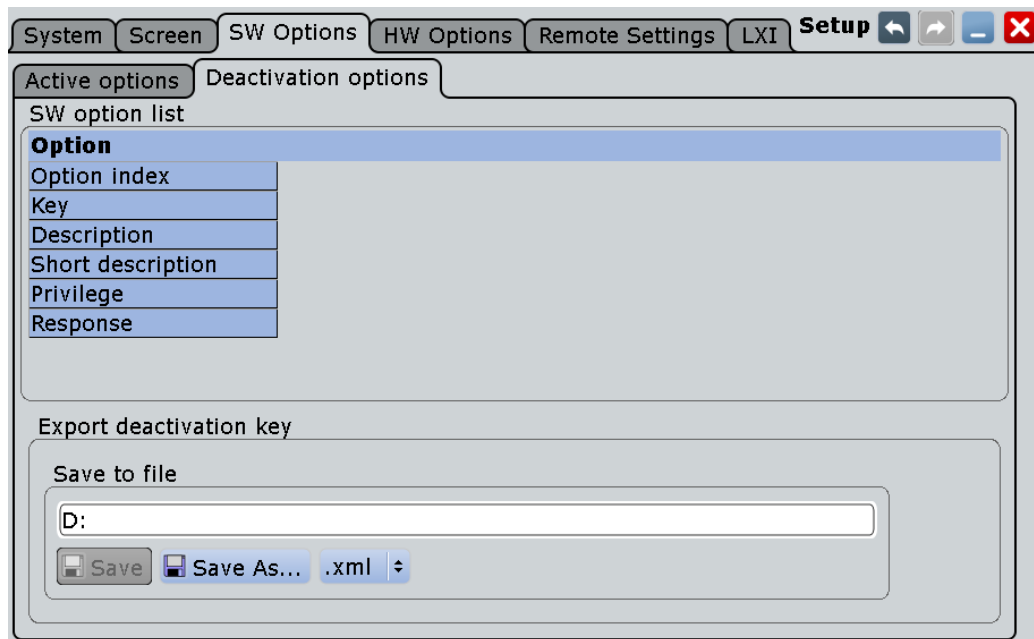 System Screen SW Options HW Options Remote Settings LXI Setup
Active options Deactivation options
SW option list
Option
Option index
Key
Description
Short description
Privilege
Response
Export deactivation key
Save to file
D:
Save Save As... .xml